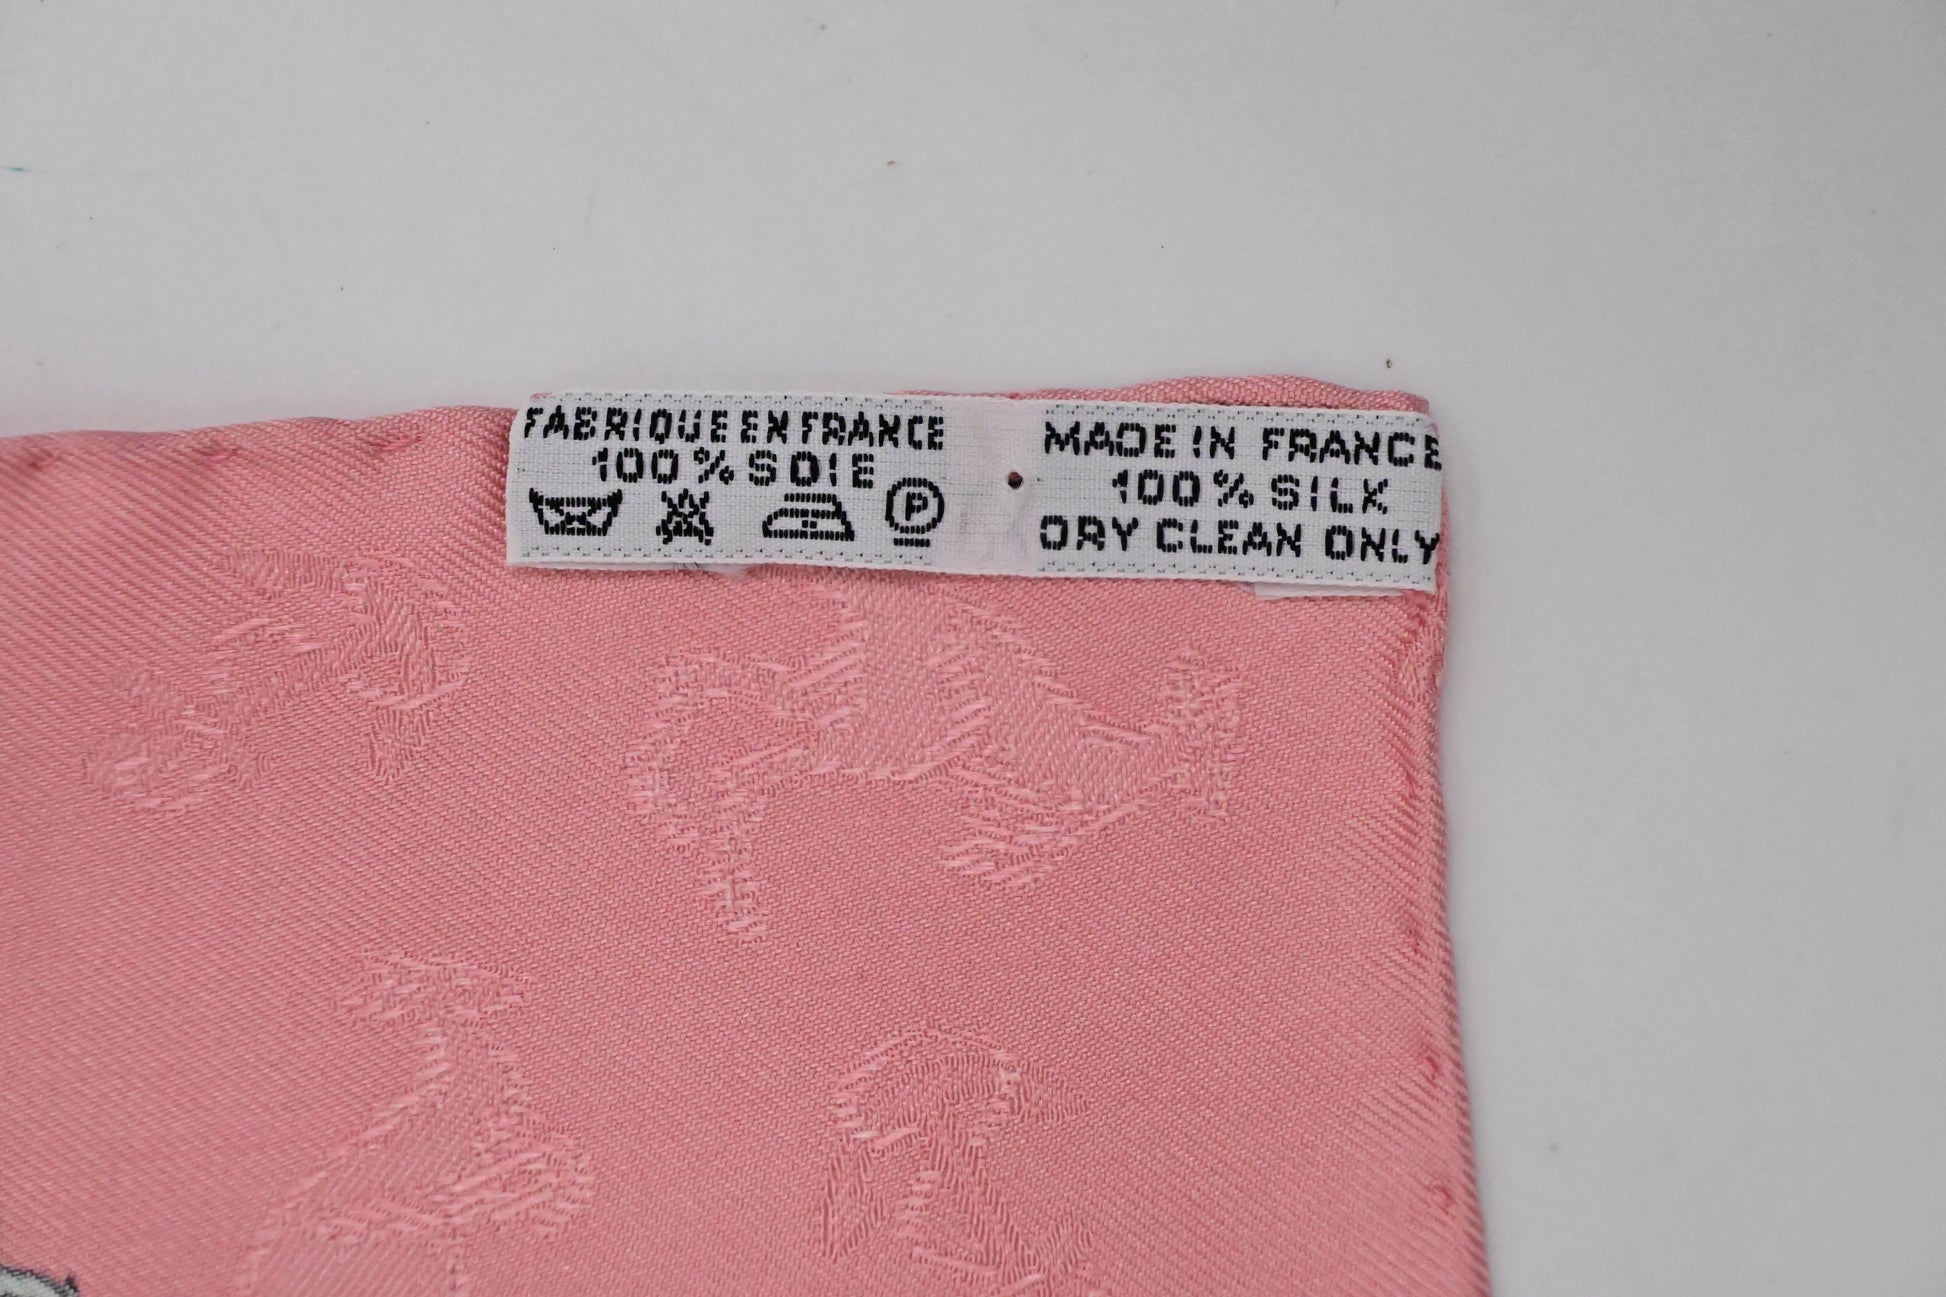 FABRIQUE EN FRANCE
100% SOIE
P
MADE IN FRANCE
100% SILK
DRY CLEAN ONLY